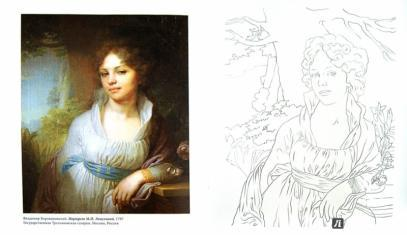 Владимир Боровиковский. Портрет М.И. Лопухиной. 1797
Государственная Третьяковская галерея, Москва, Россия
Л